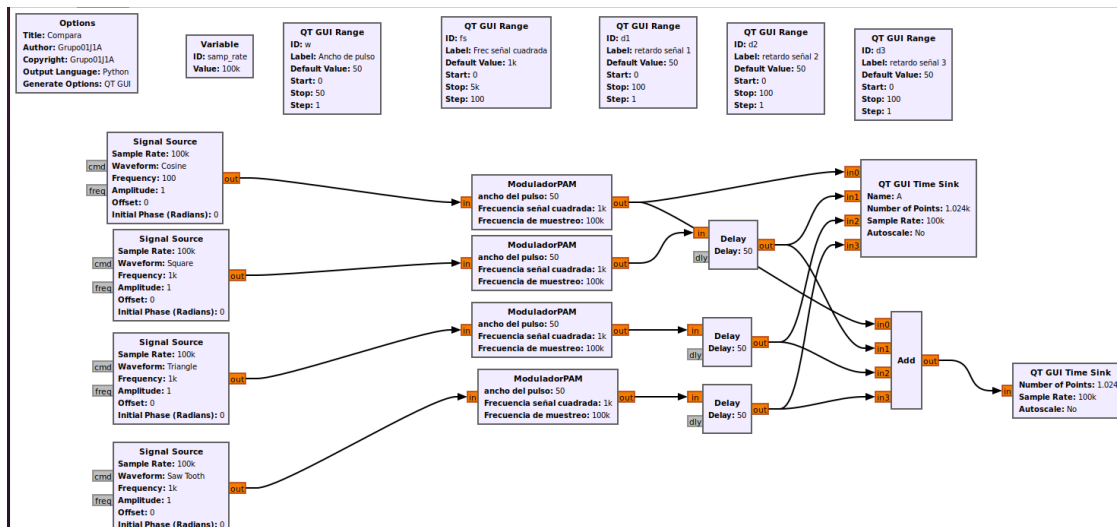 Options
Title: Compara
Author: Grupo01J1A
Copyright: Grupo01J1A
Output Language: Python
Generate Options: QT GUI
Variable
ID: samp_rate
Value: 100k
QT GUI Range
ID: w
Label: Ancho de pulso
Default Value: 50
Start: 0
Stop: 50
Step: 1
QT GUI Range
ID: fs
Label: Frec señal cuadrada
Default Value: 1k
Start: 0
Stop: 5k
Step: 100
QT GUI Range
ID: d1
Label: retardo señal 1
Default Value: 50
Start: 0
Stop: 100
Step: 1
QT GUI Range
ID: d2
Label: retardo señal 2
Default Value: 50
Start: 0
Stop: 100
Step: 1
QT GUI Range
ID: d3
Label: retardo señal 3
Default Value: 50
Start: 0
Stop: 100
Step: 1
Signal Source
Sample Rate: 100k
cmd
Waveform: Cosine
Frequency: 100
out
freq
Amplitude: 1
Offset: 0
Initial Phase (Radians): 0
Signal Source
Sample Rate: 100k
cmd
Waveform: Square
Frequency: 1k
out
freq
Amplitude: 1
Offset: 0
Initial Phase (Radians): 0
Signal Source
Sample Rate: 100k
cmd
Waveform: Triangle
Frequency: 1k
out
freq
Amplitude: 1
Offset: 0
Initial Phase (Radians): 0
Signal Source
Sample Rate: 100k
cmd
Waveform: Saw Tooth
Frequency: 1k
out
freq
Amplitude: 1
Offset: 0
Initial Phase (Radians): 0
ModuladorPAM
ancho del pulso: 50
in
Frecuencia señal cuadrada: 1k
out
Frecuencia de muestreo: 100k
ModuladorPAM
ancho del pulso: 50
in
Frecuencia señal cuadrada: 1k
out
Frecuencia de muestreo: 100k
ModuladorPAM
ancho del pulso: 50
in
Frecuencia señal cuadrada: 1k
out
Frecuencia de muestreo: 100k
ModuladorPAM
ancho del pulso: 50
in
Frecuencia señal cuadrada: 1k
out
Frecuencia de muestreo: 100k
in
Delay
out
Delay: 50
dly
in
Delay
out
Delay: 50
dly
in
Delay
Delay: 50
out
dly
in0
in1
in2
in3
QT GUI Time Sink
Name: A
Number of Points: 1.024k
Sample Rate: 100k
Autoscale: No
in0
in1
in2
in3
Add
out
in
QT GUI Time Sink
Number of Points: 1.024
Sample Rate: 100k
Autoscale: No